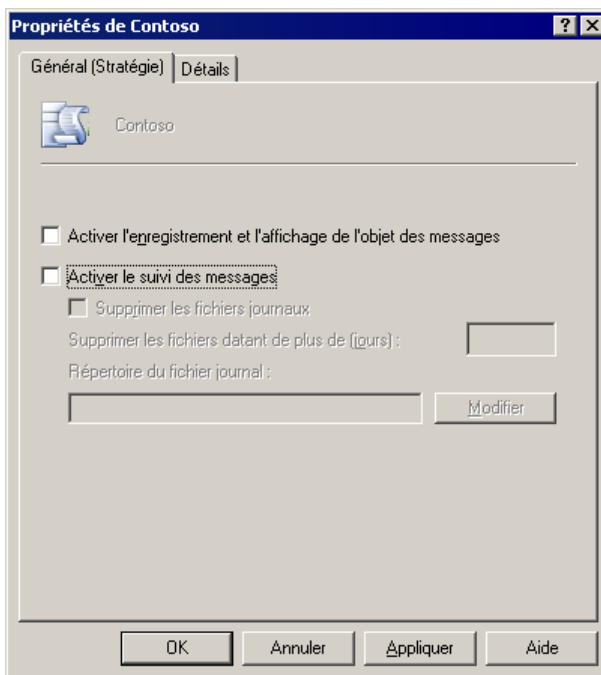 Propriétés de Contoso
Général (Stratégie) Détails
Contoso
Activer l'enregistrement et l'affichage de l'objet des messages
Activer le suivi des messages
Supprimer les fichiers journaux
Supprimer les fichiers datant de plus de (jours) :
Répertoire du fichier journal :
Modifier
OK Annuler Appliquer Aide